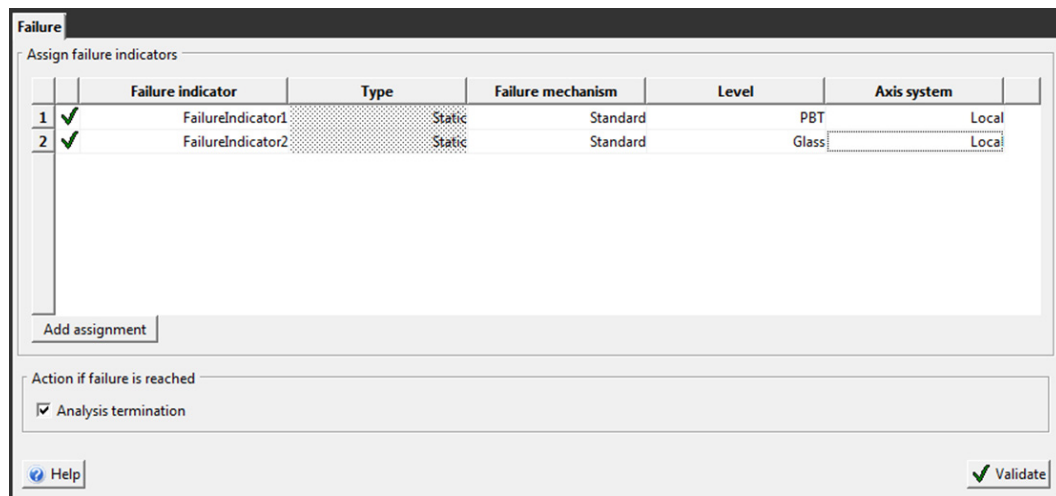 Failure
Assign failure indicators
Failure indicator Type Failure mechanism Level Axis system
1 FailureIndicator1 Static Standard PBT Local
2 FailureIndicator2 Static Standard Glass Local
Add assignment
Action if failure is reached
Analysis termination
Help Validate